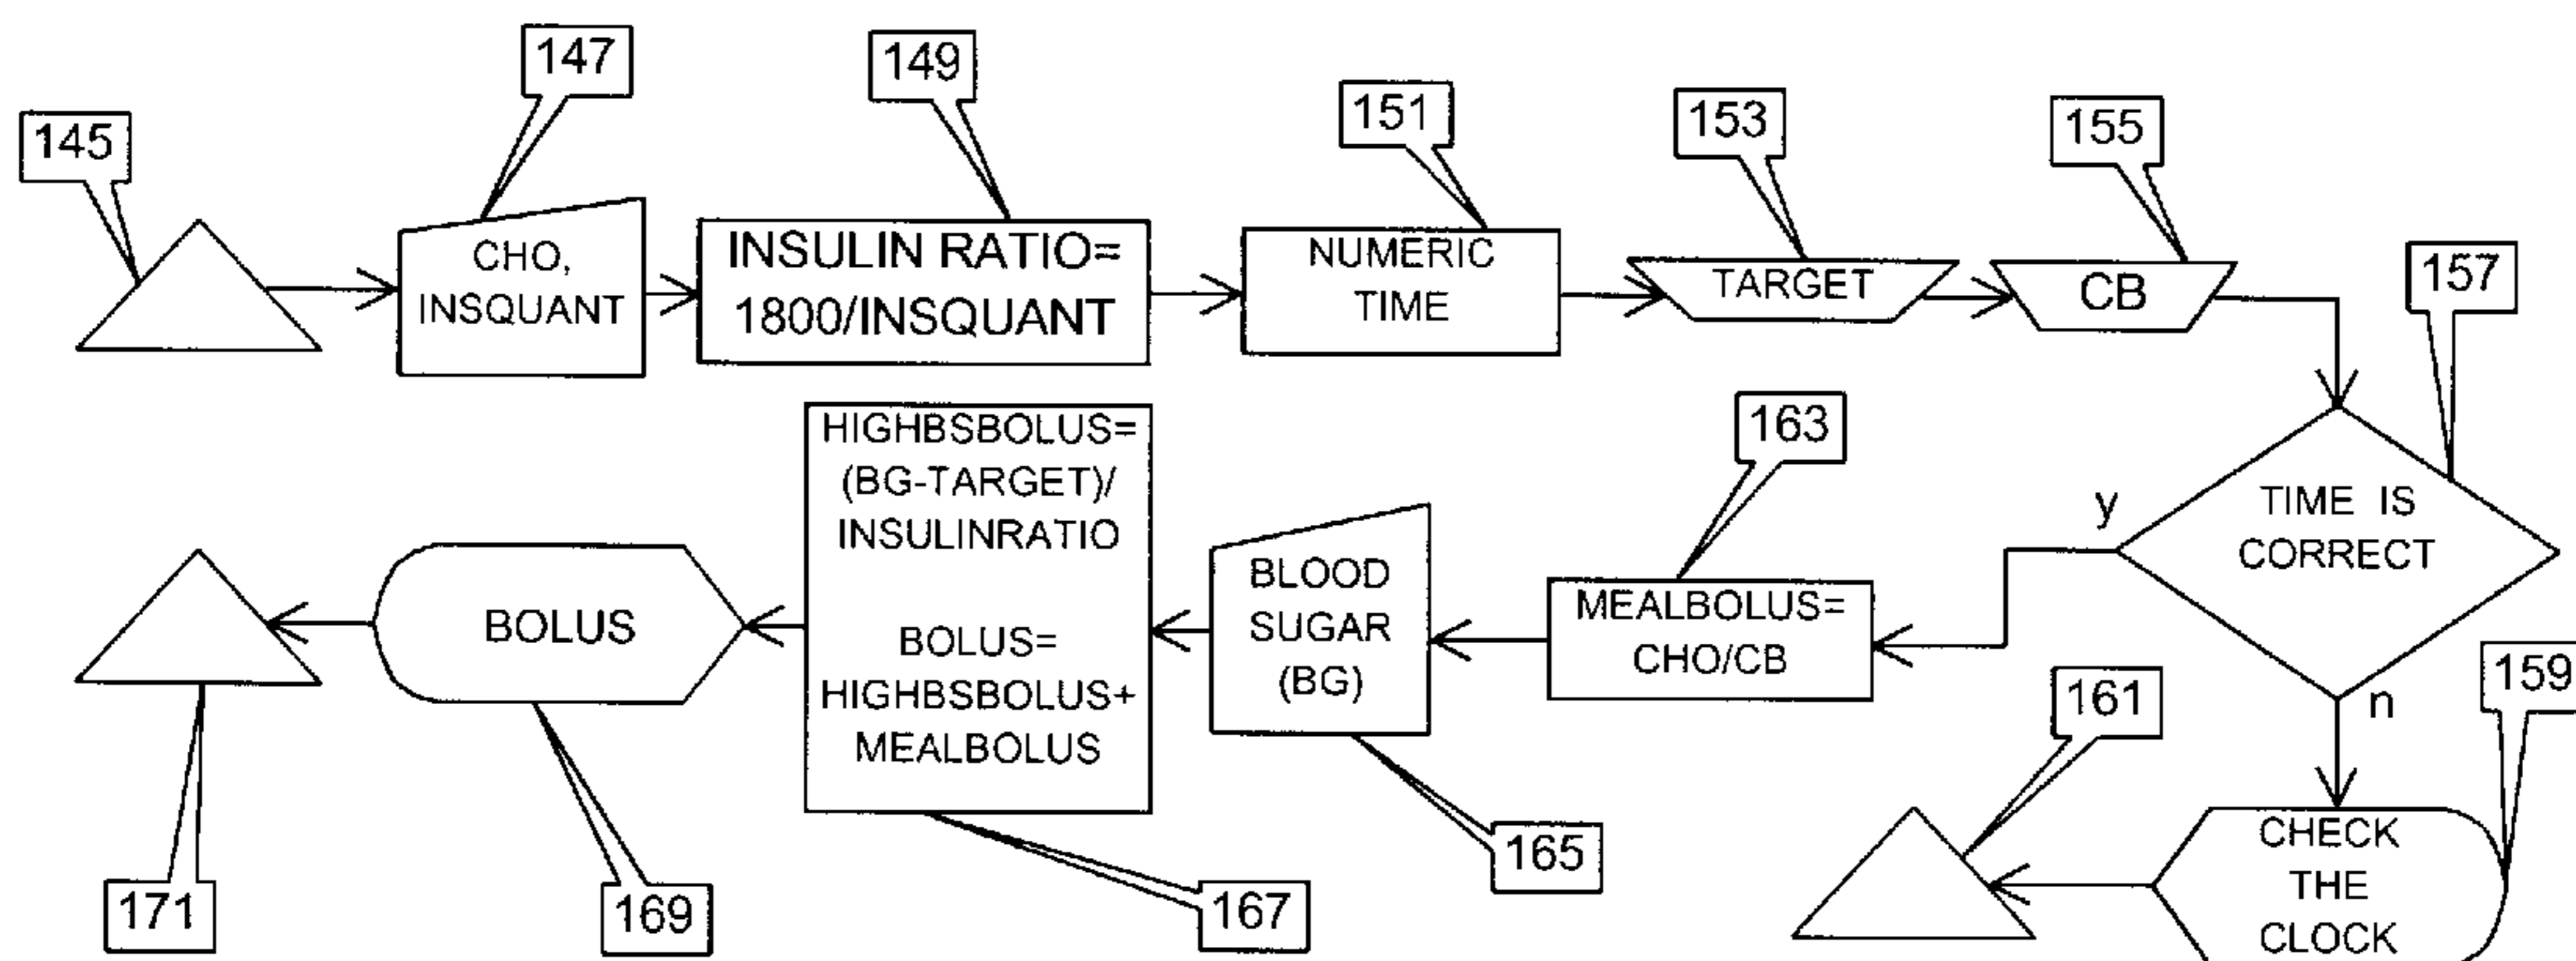 145
147
149
151
153
155
157
CHO,
INSQUANT
INSULIN RATIO=
1800/INSQUANT
NUMERIC
TIME
TARGET
CB
TIME IS
CORRECT
y
n
163
MEALBOLUS=
CHO/CB
BLOOD
SUGAR
(BG)
165
HIGHBSBOLUS=
(BG-TARGET)/
INSULINRATIO
BOLUS=
HIGHBSBOLUS+
MEALBOLUS
167
BOLUS
169
171
159
CHECK
THE
CLOCK
161